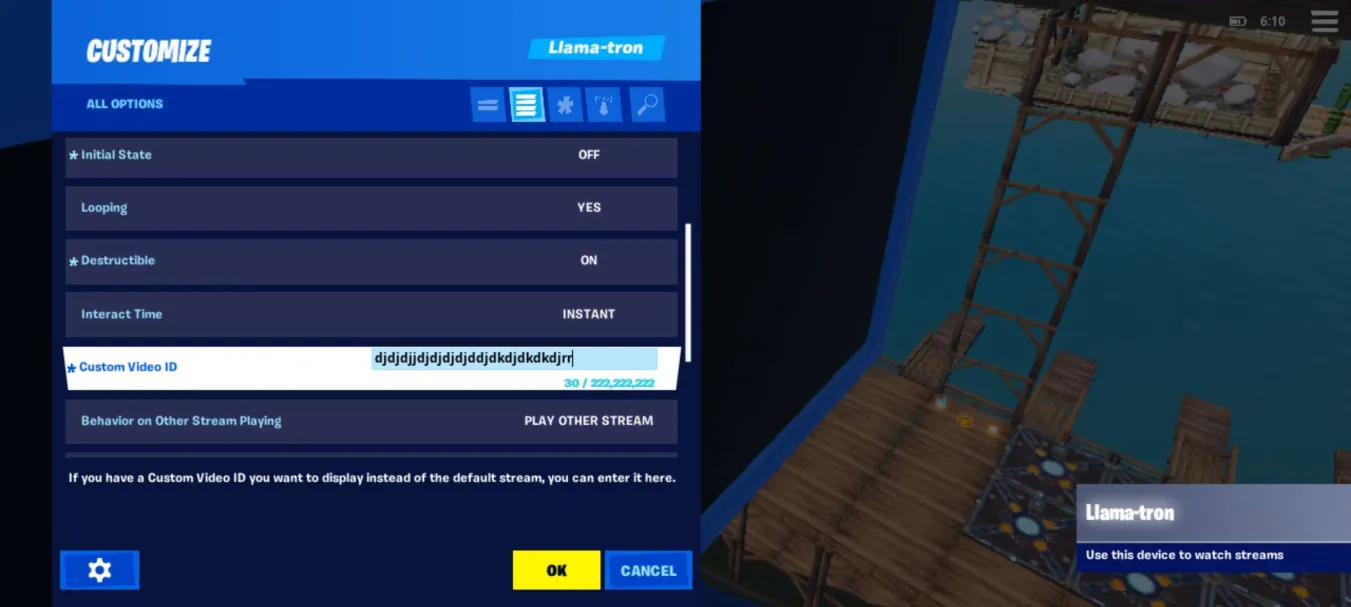 CUSTOMIZE
Llama-tron
6:10
ALL OPTIONS
* Initial State OFF
Looping YES
* Destructible ON
Interact Time INSTANT
* Custom Video ID djdjdjjdjdjdjdjddjdkdjdkdkdjrr
30 / 222,222,222
Behavior on Other Stream Playing PLAY OTHER STREAM
If you have a Custom Video ID you want to display instead of the default stream, you can enter it here.
OK
CANCEL
Llama-tron
Use this device to watch streams